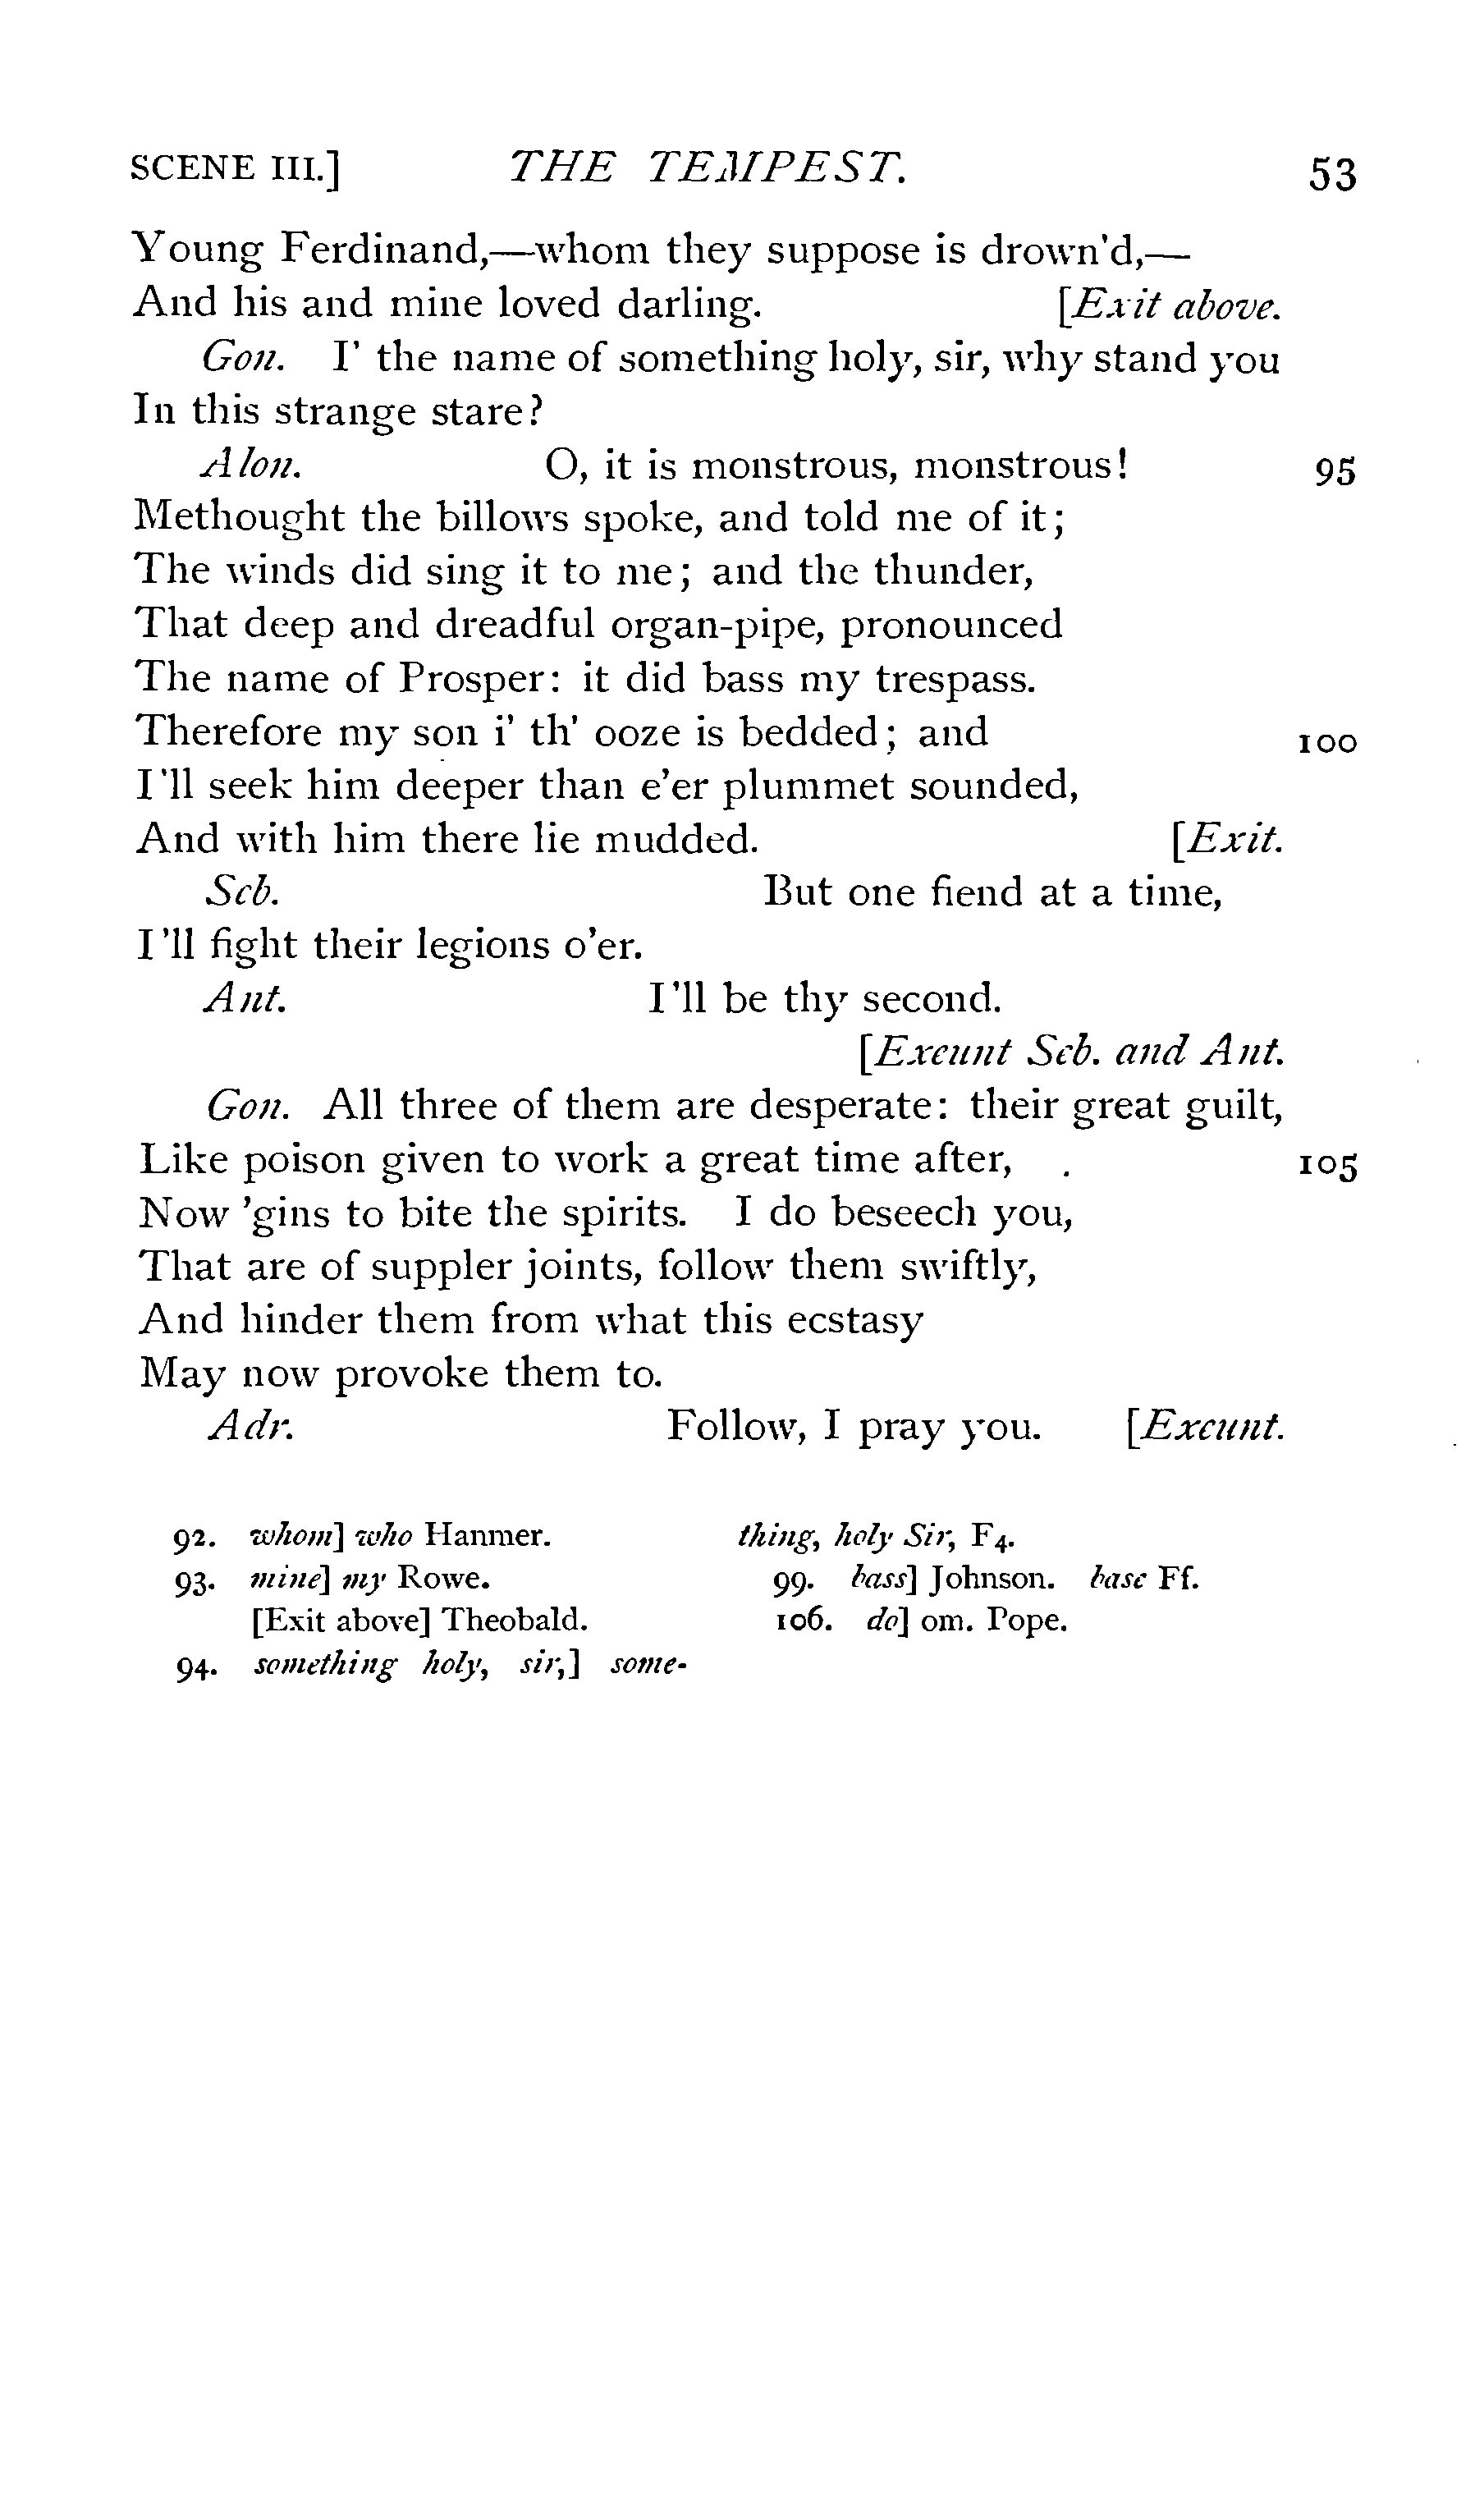 SCENE III.] THE TEMPEST. 53
Young Ferdinand,—whom they suppose is drown'd,—
And his and mine loved darling. [Exit above.
Gon. I' the name of something holy, sir, why stand you
In this strange stare?
Alon. O, it is monstrous, monstrous! 95
Methought the billows spoke, and told me of it;
The winds did sing it to me; and the thunder,
That deep and dreadful organ-pipe, pronounced
The name of Prosper: it did bass my trespass.
Therefore my son i' th' ooze is bedded; and 100
I'll seek him deeper than e'er plummet sounded,
And with him there lie mudded. [Exit.
Seb. But one fiend at a time,
I'll fight their legions o'er.
Ant. I'll be thy second.
[Exeunt Seb. and Ant.
Gon. All three of them are desperate: their great guilt,
Like poison given to work a great time after, 105
Now 'gins to bite the spirits. I do beseech you,
That are of suppler joints, follow them swiftly,
And hinder them from what this ecstasy
May now provoke them to.
Adr. Follow, I pray you. [Exeunt.
92. whom] who Hanmer.
93. mine] my Rowe.
[Exit above] Theobald.
94. something holy, sir,] some-
thing, holy Sir, F4.
99. bass] Johnson. base Ff.
106. do] om. Pope.